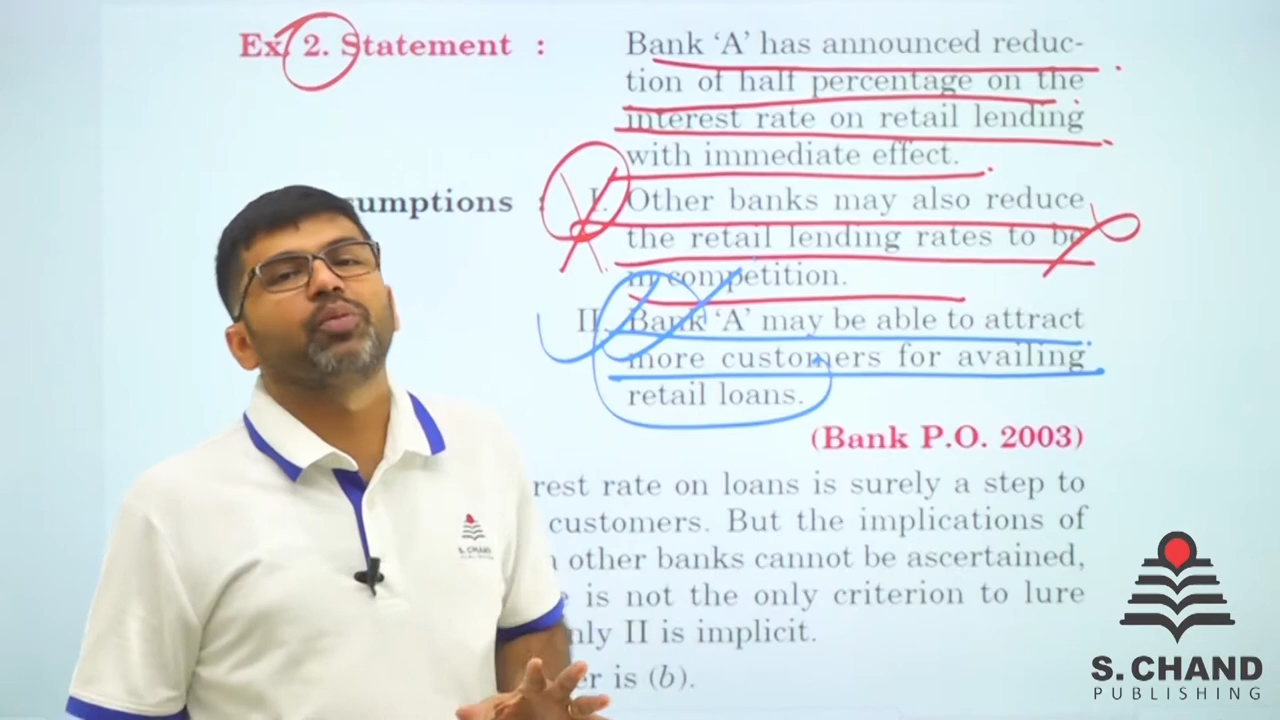 Ex. 2. Statement : Bank ‘A’ has announced reduc-
tion of half percentage on the
interest rate on retail lending
with immediate effect.
sumptions : I. Other banks may also reduce
the retail lending rates to be
in competition.
II. Bank ‘A’ may be able to attract
more customers for availing
retail loans.
(Bank P.O. 2003)
rest rate on loans is surely a step to
customers. But the implications of
other banks cannot be ascertained,
is not the only criterion to lure
nly II is implicit.
er is (b).
S. CHAND
S. CHAND
PUBLISHING